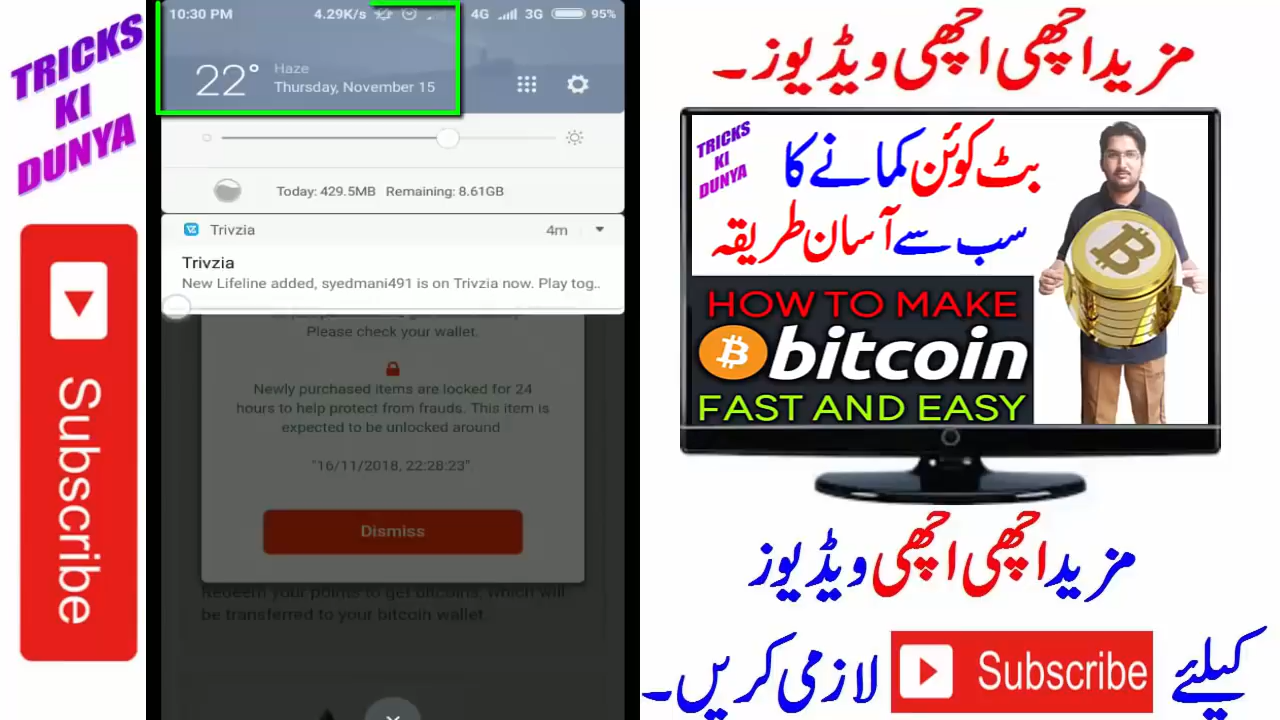 TRICKS
KI
DUNYA
Subscribe
10:30 PM 4.29K/s 4G 3G 95%
22° Haze
Thursday, November 15
Today: 429.5MB Remaining: 8.61GB
Trivzia 4m
Trivzia
New Lifeline added, syedmani491 is on Trivzia now. Play tog..
Please check your wallet.
Newly purchased items are locked for 24
hours to help protect from frauds. This item is
expected to be unlocked around
"16/11/2018, 22:28:23"
Dismiss
Redeem your points to get bitcoins, which will
be transferred to your bitcoin wallet.
مزید اچھی اچھی ویڈیوز۔
TRICKS
KI
DUNYA
بٹ کوئن کمانے کا
سب سے آسان طریقہ
HOW TO MAKE
bitcoin
FAST AND EASY
مزید اچھی اچھی ویڈیوز
کیلئے Subscribe لازمی کریں۔